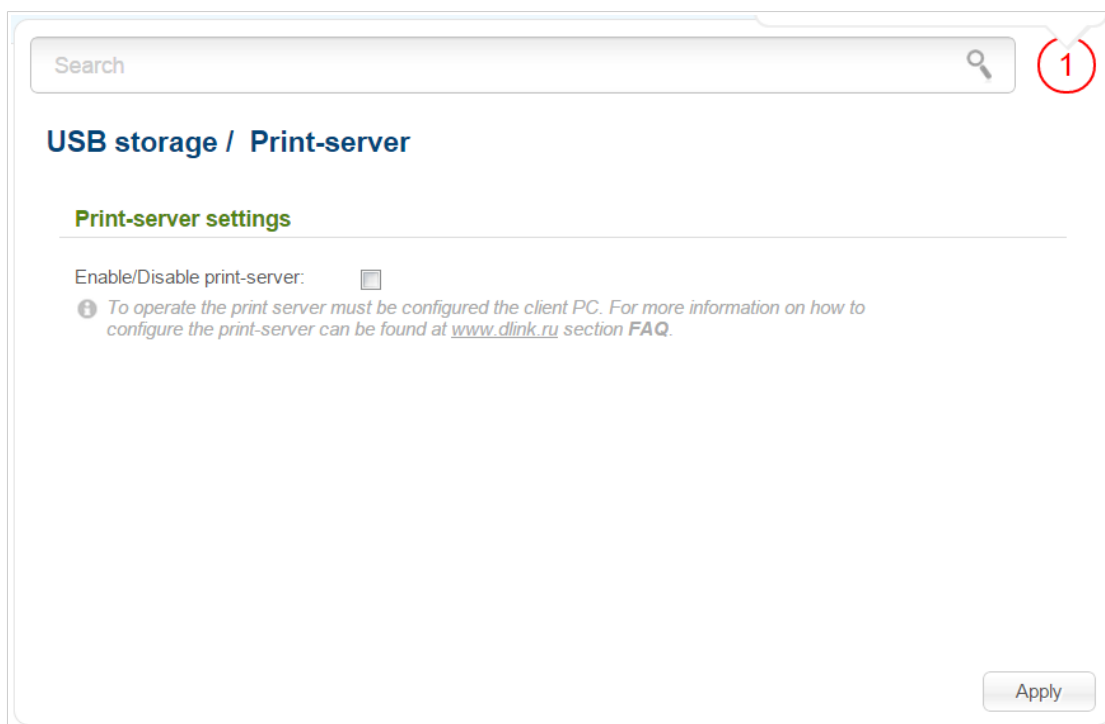 Search
1
USB storage / Print-server
Print-server settings
Enable/Disable print-server:
To operate the print server must be configured the client PC. For more information on how to
configure the print-server can be found at www.dlink.ru section FAQ.
Apply